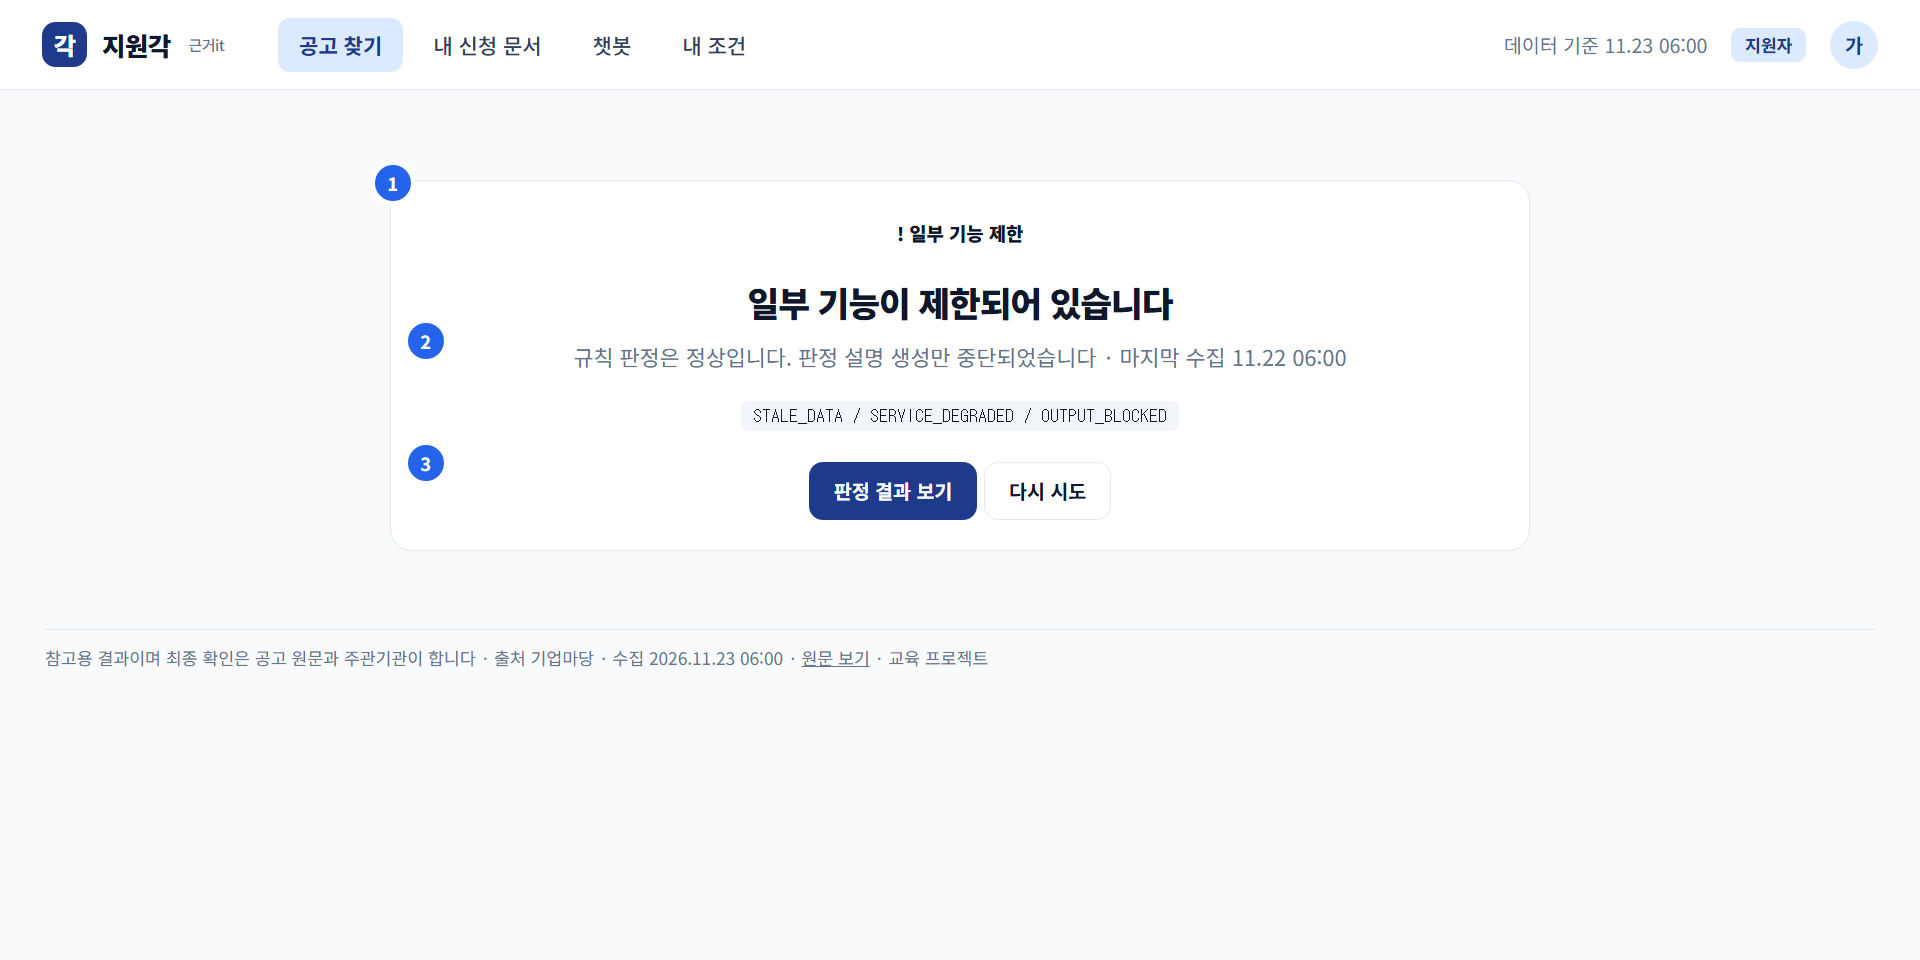 각 지원각 근거it 공고 찾기 내 신청 문서 챗봇 내 조건 데이터 기준 11.23 06:00 지원자 가
1
! 일부 기능 제한
일부 기능이 제한되어 있습니다
2
규칙 판정은 정상입니다. 판정 설명 생성만 중단되었습니다 · 마지막 수집 11.22 06:00
STALE_DATA / SERVICE_DEGRADED / OUTPUT_BLOCKED
3
판정 결과 보기 다시 시도
참고용 결과이며 최종 확인은 공고 원문과 주관기관이 합니다 · 출처 기업마당 · 수집 2026.11.23 06:00 · 원문 보기 · 교육 프로젝트